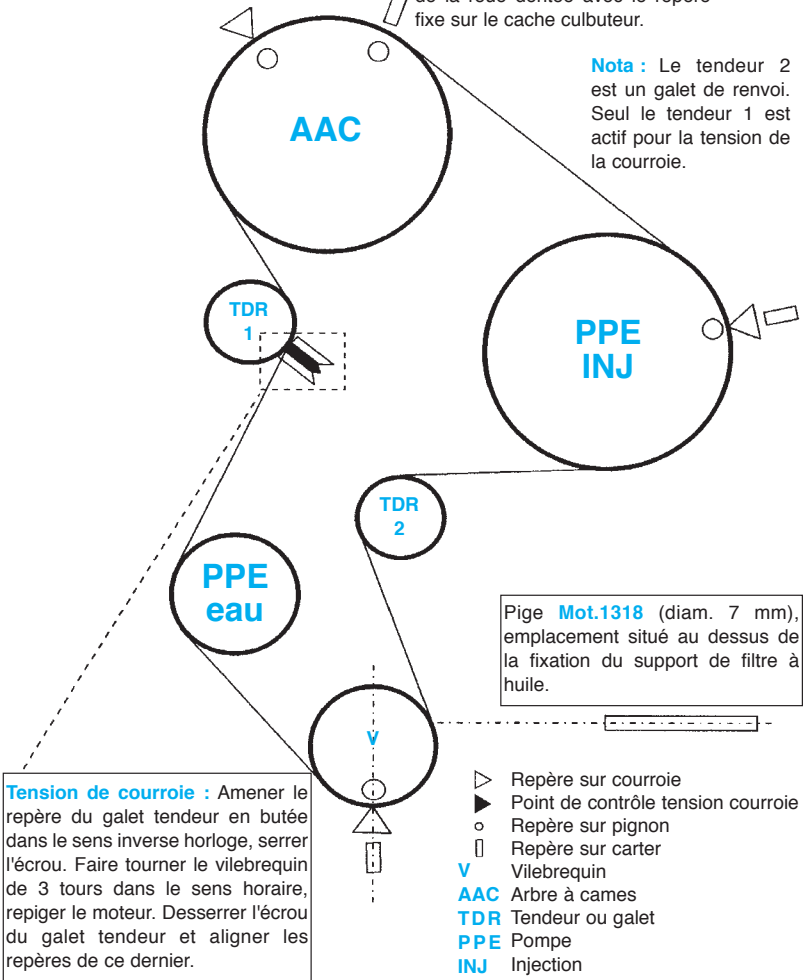 de la roue dentée avec le repère
fixe sur le cache culbuteur.
Nota : Le tendeur 2
est un galet de renvoi.
Seul le tendeur 1 est
actif pour la tension de
la courroie.
AAC
TDR
1
PPE
INJ
TDR
2
PPE
eau
Pige Mot.1318 (diam. 7 mm),
emplacement situé au dessus de
la fixation du support de filtre à
huile.
V
Tension de courroie : Amener le
repère du galet tendeur en butée
dans le sens inverse horloge, serrer
l'écrou. Faire tourner le vilebrequin
de 3 tours dans le sens horaire,
repiger le moteur. Desserrer l'écrou
du galet tendeur et aligner les
repères de ce dernier.
Repère sur courroie
Point de contrôle tension courroie
Repère sur pignon
Repère sur carter
V Vilebrequin
AAC Arbre à cames
TDR Tendeur ou galet
PPE Pompe
INJ Injection